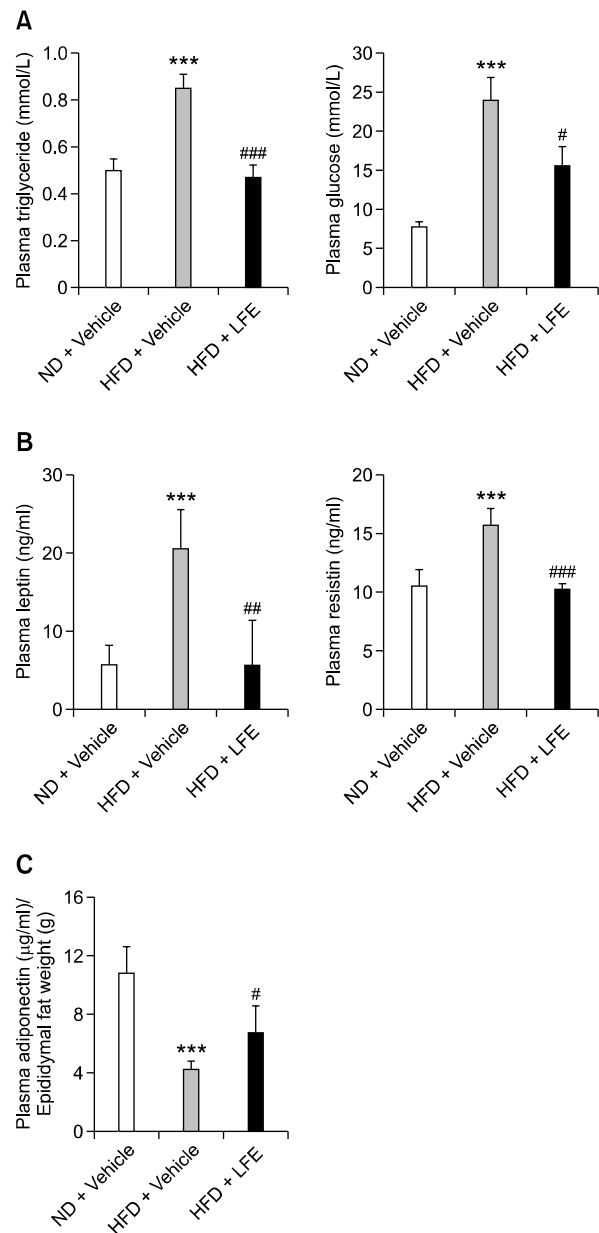 A
Plasma triglyceride (mmol/L)
1.0
0.8
0.6
0.4
0.2
0
***
###
ND + Vehicle
HFD + Vehicle
HFD + LFE
Plasma glucose (mmol/L)
30
25
20
15
10
5
0
***
#
ND + Vehicle
HFD + Vehicle
HFD + LFE
B
Plasma leptin (ng/ml)
30
20
10
0
***
##
ND + Vehicle
HFD + Vehicle
HFD + LFE
Plasma resistin (ng/ml)
20
15
10
5
0
***
###
ND + Vehicle
HFD + Vehicle
HFD + LFE
C
Plasma adiponectin (μg/ml)/
Epididymal fat weight (g)
16
12
8
4
0
***
#
ND + Vehicle
HFD + Vehicle
HFD + LFE